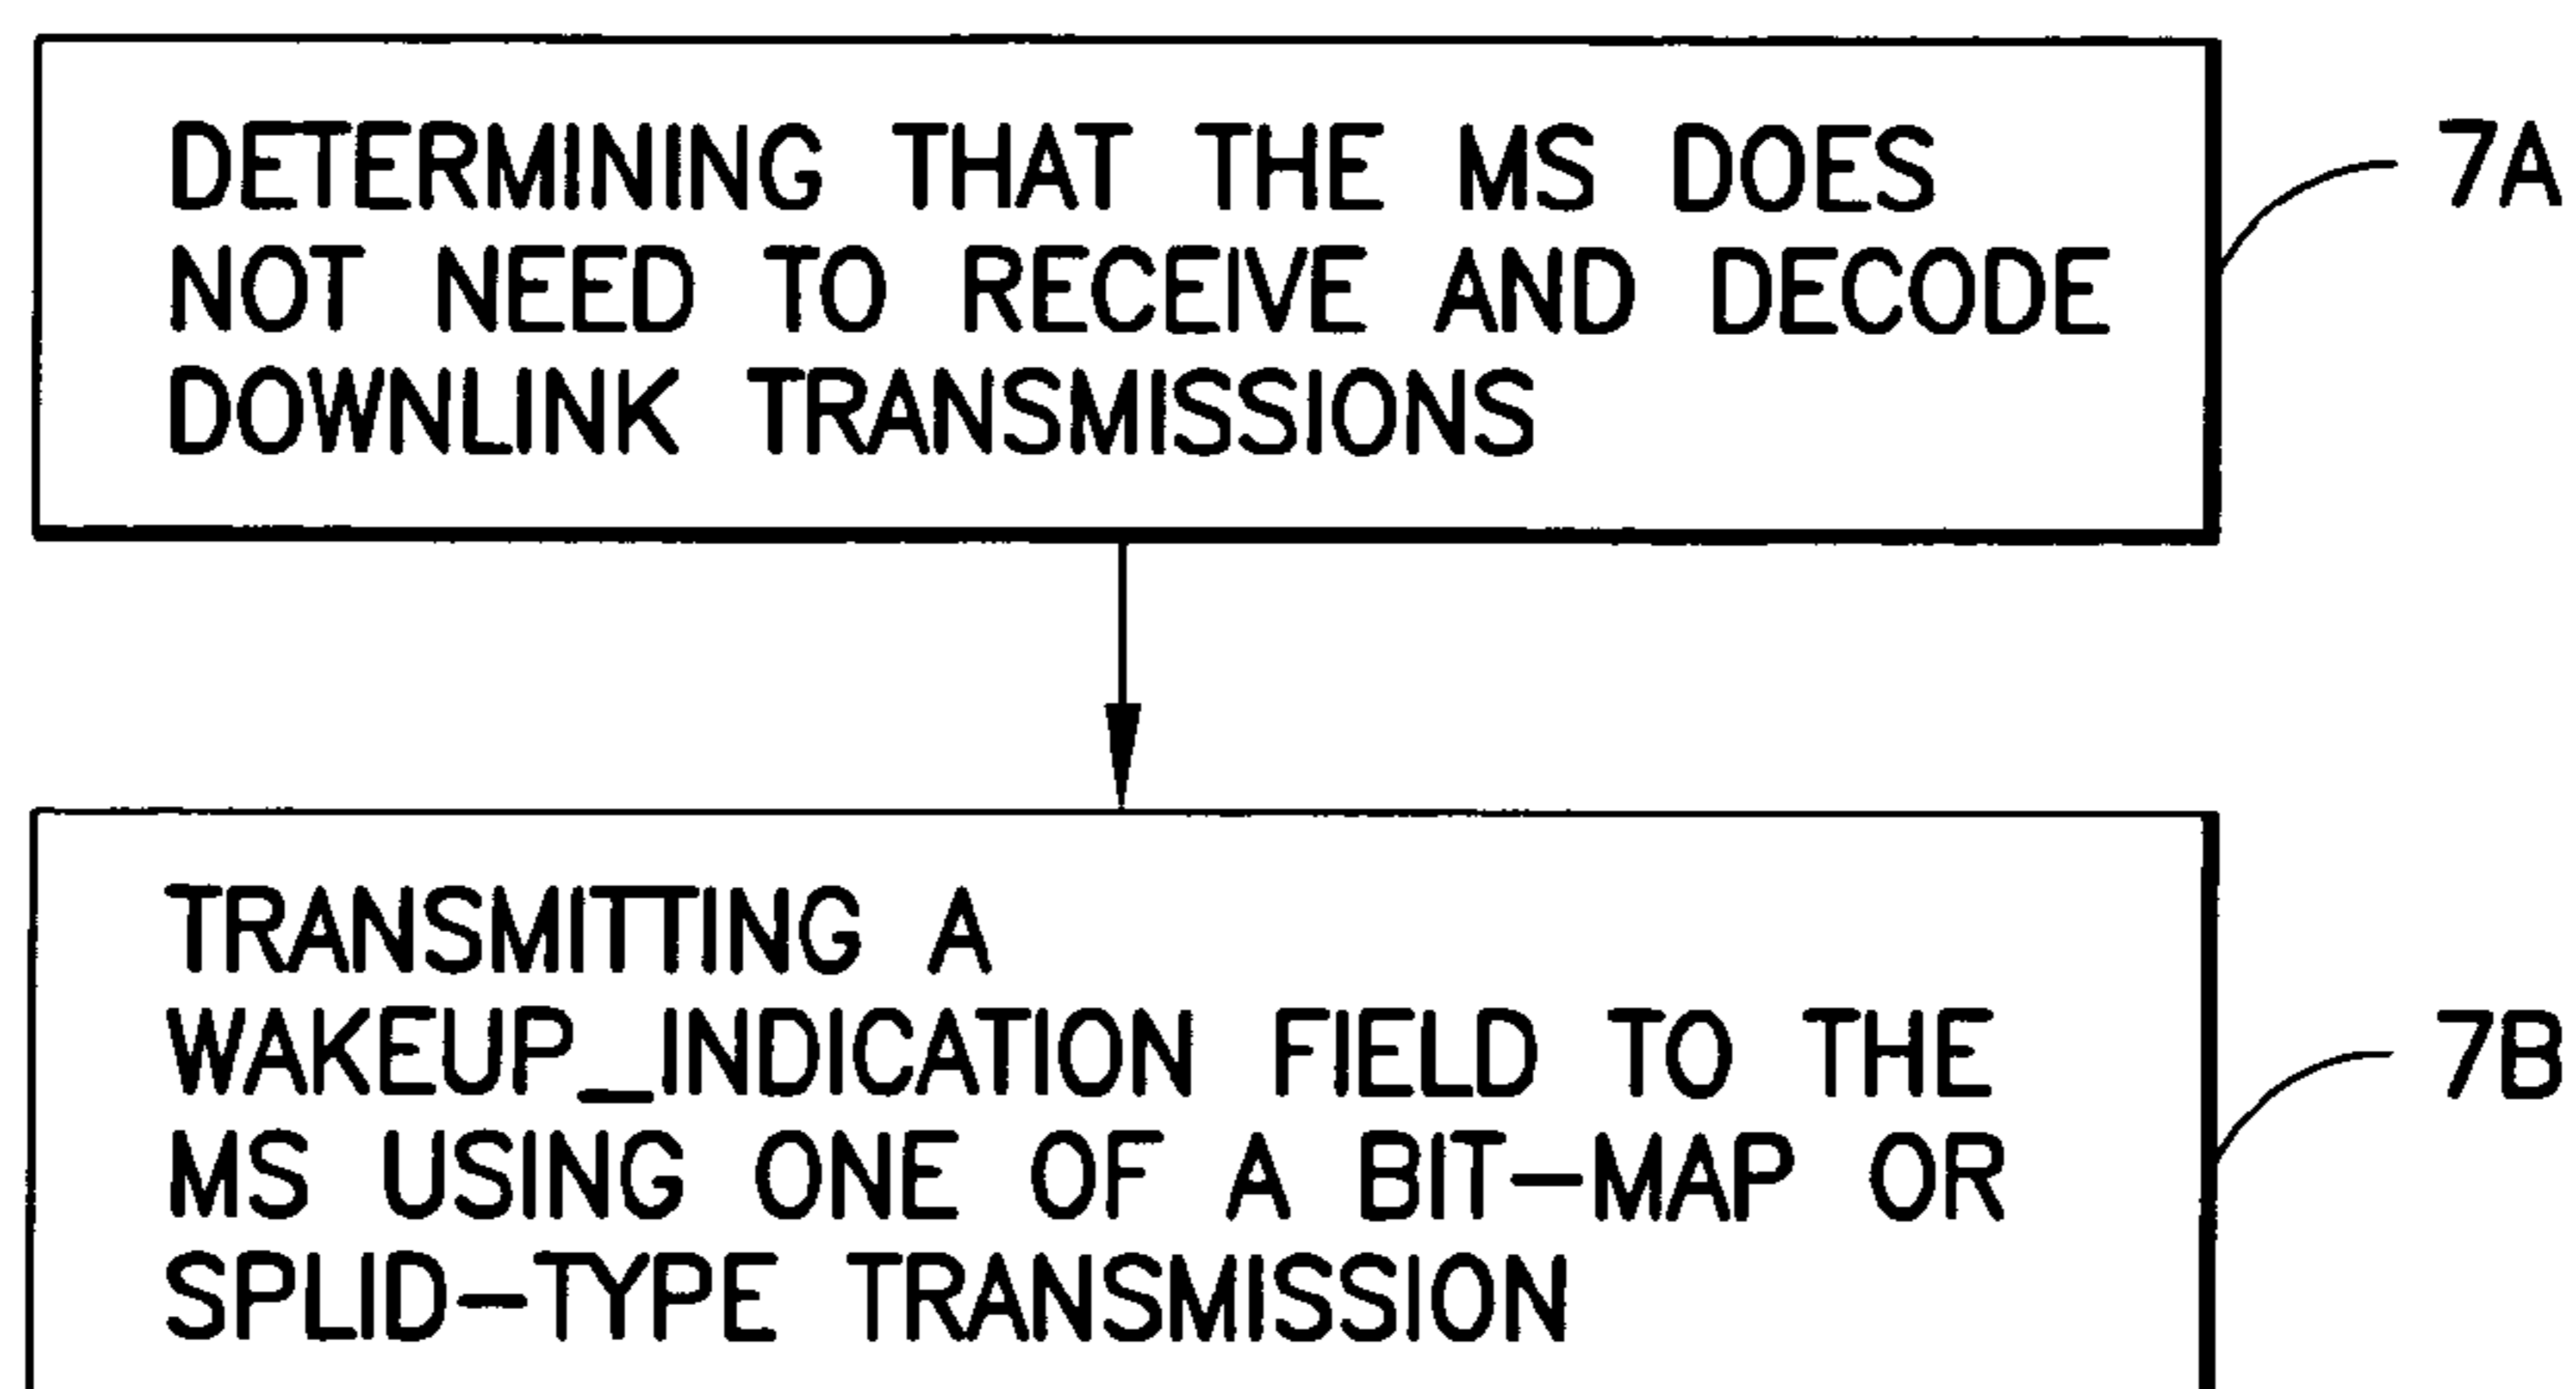 DETERMINING THAT THE MS DOES
NOT NEED TO RECEIVE AND DECODE
DOWNLINK TRANSMISSIONS
7A
TRANSMITTING A
WAKEUP_INDICATION FIELD TO THE
MS USING ONE OF A BIT-MAP OR
SPLID-TYPE TRANSMISSION
7B